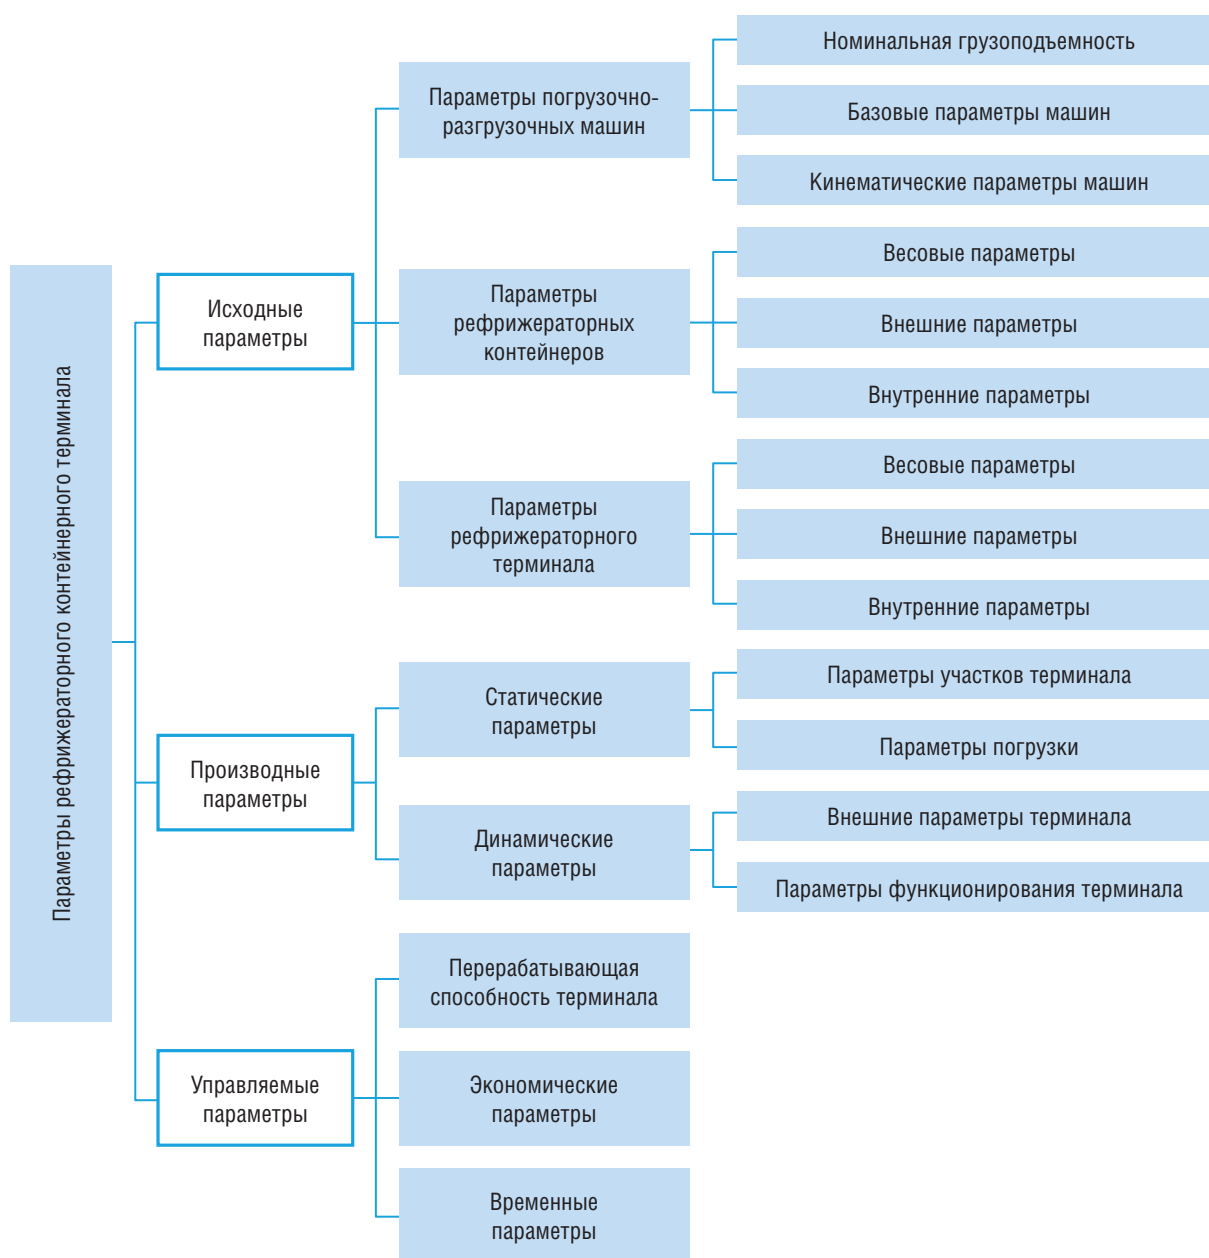 Параметры рефрижераторного контейнерного терминала
Исходные
параметры
Параметры погрузочно-
разгрузочных машин
Номинальная грузоподъемность
Базовые параметры машин
Кинематические параметры машин
Параметры
рефрижераторных
контейнеров
Весовые параметры
Внешние параметры
Внутренние параметры
Параметры
рефрижераторного
терминала
Весовые параметры
Внешние параметры
Внутренние параметры
Производные
параметры
Статические
параметры
Параметры участков терминала
Параметры погрузки
Динамические
параметры
Внешние параметры терминала
Параметры функционирования терминала
Управляемые
параметры
Перерабатывающая
способность терминала
Экономические
параметры
Временные
параметры